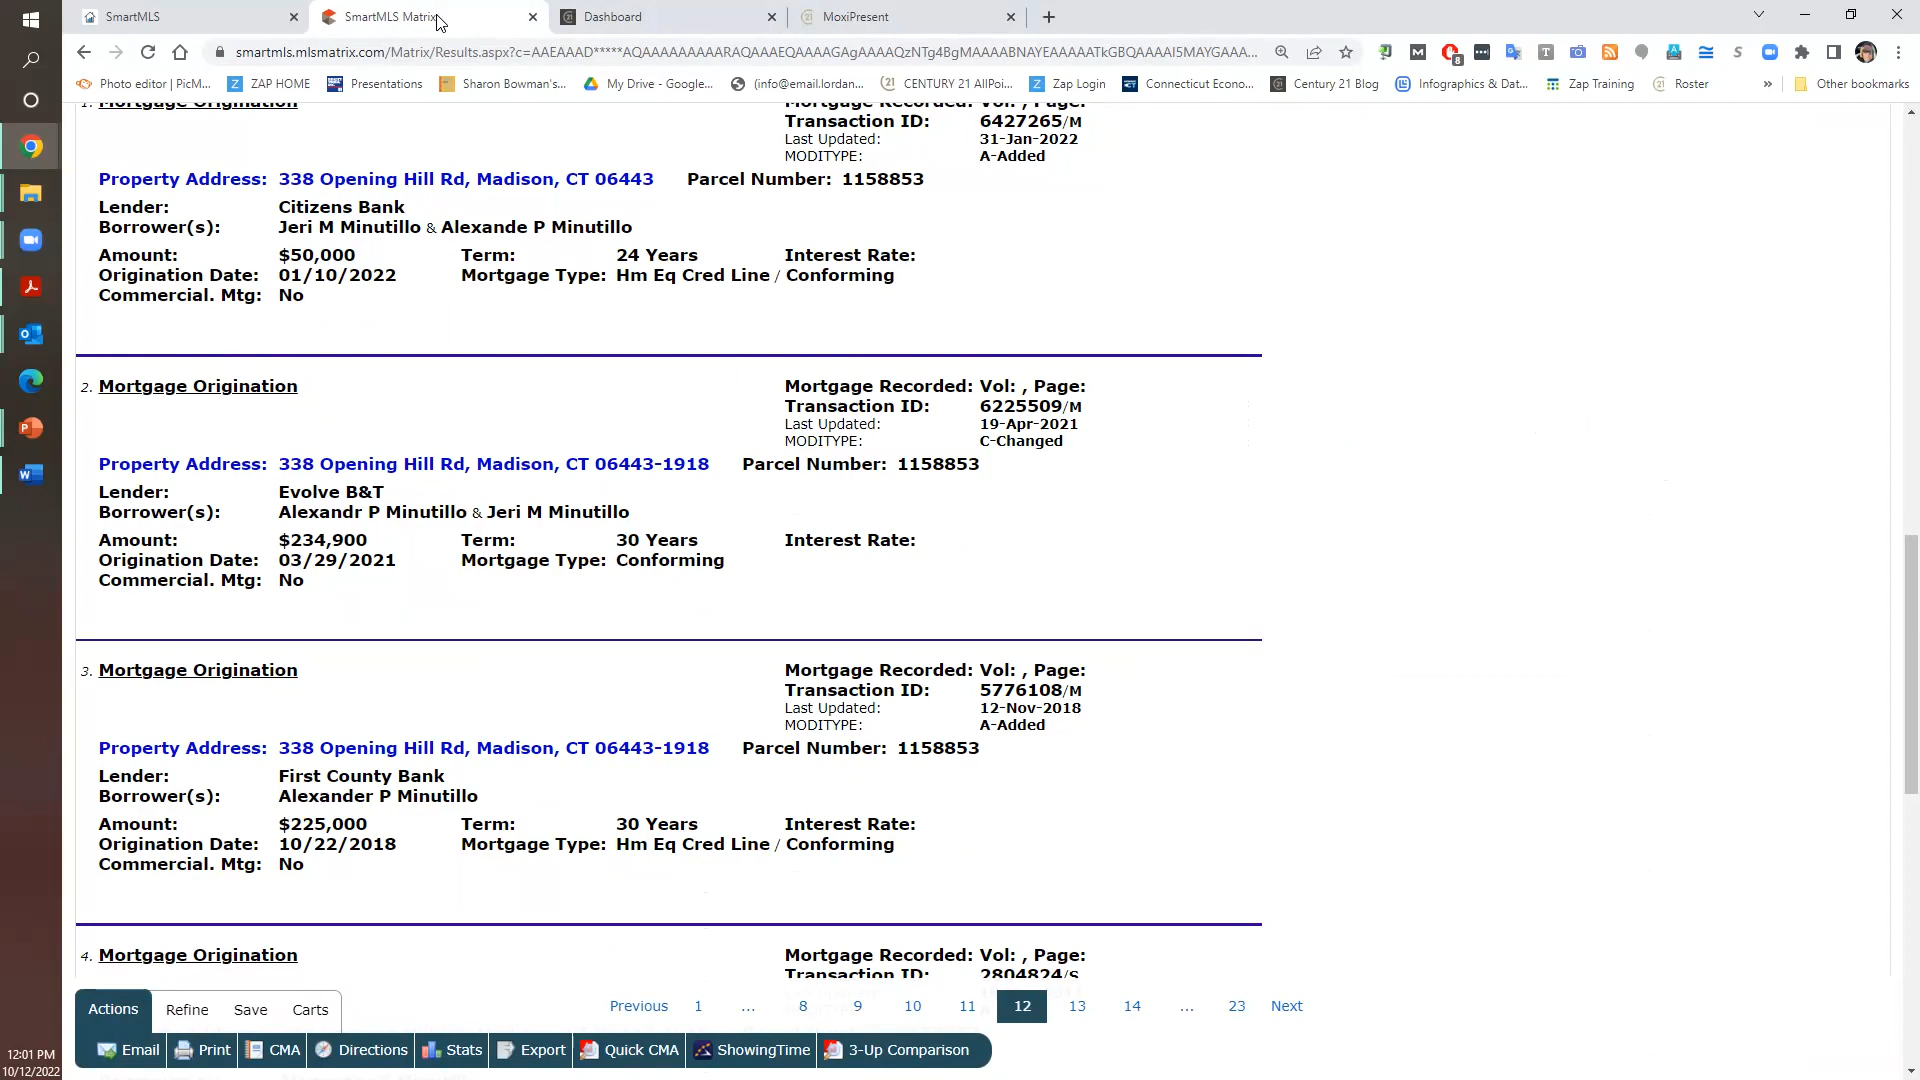 SmartMLS
SmartMLS Matrix
Dashboard
MoxiPresent
smartmls.mlsmatrix.com/Matrix/Results.aspx?c=AAEAAAD*****AQAAAAAAAAARAQAAAEQAAAAGAgAAAAQzNTg4BgMAAAABNAYEAAAAATkGBQAAAAI5MAYGAAA...
8
Photo editor | PicM...
ZAP HOME
Presentations
Sharon Bowman's...
My Drive - Google...
(info@email.lordan...
CENTURY 21 AllPoi...
Zap Login
Connecticut Econo...
Century 21 Blog
Infographics & Dat...
Zap Training
Roster
»
Other bookmarks
1. Mortgage Origination
Mortgage Recorded: Vol: , Page:
Transaction ID: 6427265/M
Last Updated: 31-Jan-2022
MODITYPE: A-Added
Property Address: 338 Opening Hill Rd, Madison, CT 06443 Parcel Number: 1158853
Lender: Citizens Bank
Borrower(s): Jeri M Minutillo & Alexande P Minutillo
Amount: $50,000 Term: 24 Years Interest Rate:
Origination Date: 01/10/2022 Mortgage Type: Hm Eq Cred Line / Conforming
Commercial. Mtg: No
2. Mortgage Origination
Mortgage Recorded: Vol: , Page:
Transaction ID: 6225509/M
Last Updated: 19-Apr-2021
MODITYPE: C-Changed
Property Address: 338 Opening Hill Rd, Madison, CT 06443-1918 Parcel Number: 1158853
Lender: Evolve B&T
Borrower(s): Alexandr P Minutillo & Jeri M Minutillo
Amount: $234,900 Term: 30 Years Interest Rate:
Origination Date: 03/29/2021 Mortgage Type: Conforming
Commercial. Mtg: No
3. Mortgage Origination
Mortgage Recorded: Vol: , Page:
Transaction ID: 5776108/M
Last Updated: 12-Nov-2018
MODITYPE: A-Added
Property Address: 338 Opening Hill Rd, Madison, CT 06443-1918 Parcel Number: 1158853
Lender: First County Bank
Borrower(s): Alexander P Minutillo
Amount: $225,000 Term: 30 Years Interest Rate:
Origination Date: 10/22/2018 Mortgage Type: Hm Eq Cred Line / Conforming
Commercial. Mtg: No
4. Mortgage Origination
Mortgage Recorded: Vol: , Page:
Transaction ID: 2804824/S
Actions Refine Save Carts
Previous 1 ... 8 9 10 11 12 13 14 ... 23 Next
Email Print CMA Directions Stats Export Quick CMA ShowingTime 3-Up Comparison
12:01 PM
10/12/2022